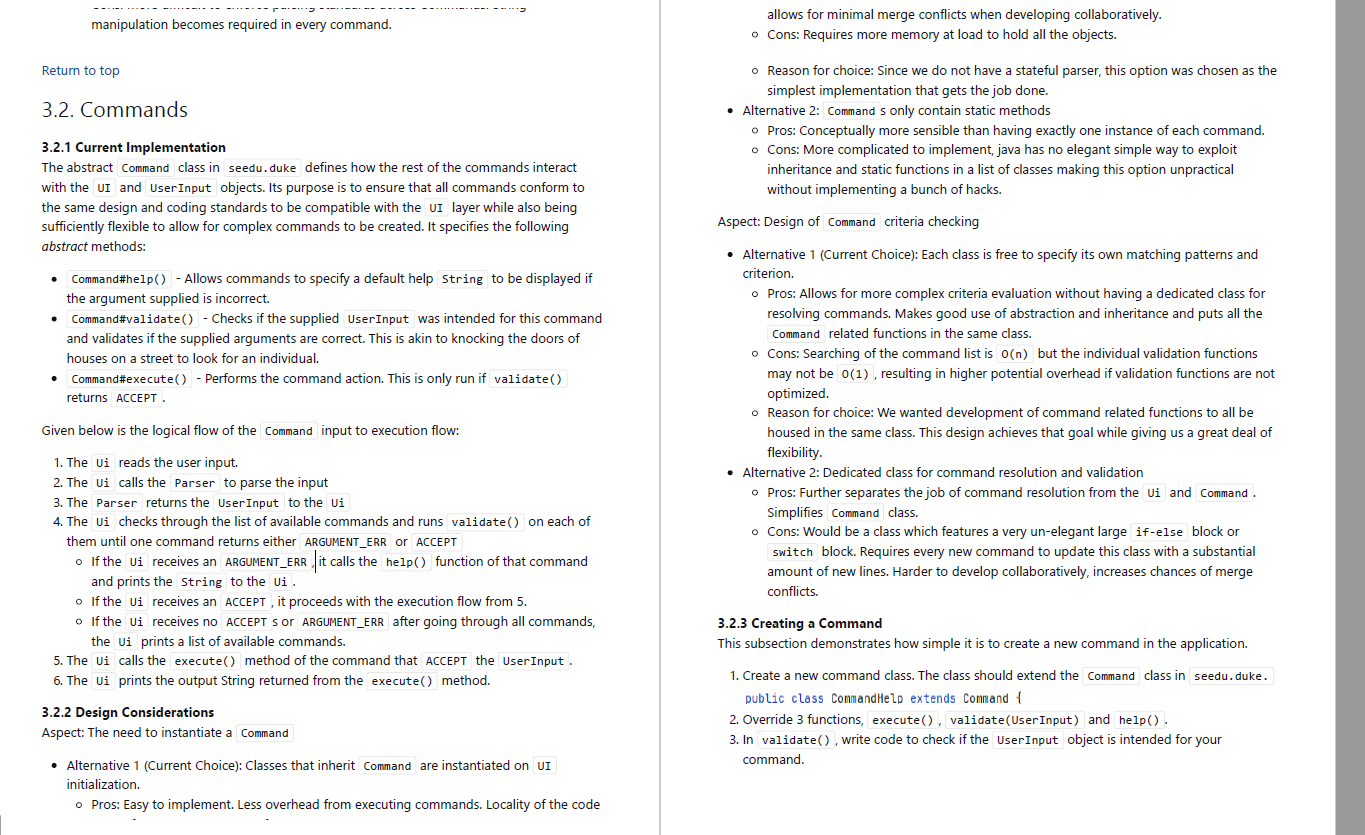 manipulation becomes required in every command.
Return to top
3.2. Commands
3.2.1 Current Implementation
The abstract Command class in seedu.duke defines how the rest of the commands interact
with the UI and UserInput objects. Its purpose is to ensure that all commands conform to
the same design and coding standards to be compatible with the UI layer while also being
sufficiently flexible to allow for complex commands to be created. It specifies the following
abstract methods:
• Command#help() - Allows commands to specify a default help String to be displayed if
the argument supplied is incorrect.
• Command#validate() - Checks if the supplied UserInput was intended for this command
and validates if the supplied arguments are correct. This is akin to knocking the doors of
houses on a street to look for an individual.
• Command#execute() - Performs the command action. This is only run if validate()
returns ACCEPT .
Given below is the logical flow of the Command input to execution flow:
1. The Ui reads the user input.
2. The Ui calls the Parser to parse the input
3. The Parser returns the UserInput to the Ui
4. The Ui checks through the list of available commands and runs validate() on each of
them until one command returns either ARGUMENT_ERR or ACCEPT
○ If the Ui receives an ARGUMENT_ERR , it calls the help() function of that command
and prints the String to the Ui .
○ If the Ui receives an ACCEPT , it proceeds with the execution flow from 5.
○ If the Ui receives no ACCEPT s or ARGUMENT_ERR after going through all commands,
the Ui prints a list of available commands.
5. The Ui calls the execute() method of the command that ACCEPT the UserInput .
6. The Ui prints the output String returned from the execute() method.
3.2.2 Design Considerations
Aspect: The need to instantiate a Command
• Alternative 1 (Current Choice): Classes that inherit Command are instantiated on UI
initialization.
○ Pros: Easy to implement. Less overhead from executing commands. Locality of the code
allows for minimal merge conflicts when developing collaboratively.
○ Cons: Requires more memory at load to hold all the objects.
○ Reason for choice: Since we do not have a stateful parser, this option was chosen as the
simplest implementation that gets the job done.
• Alternative 2: Command s only contain static methods
○ Pros: Conceptually more sensible than having exactly one instance of each command.
○ Cons: More complicated to implement, java has no elegant simple way to exploit
inheritance and static functions in a list of classes making this option unpractical
without implementing a bunch of hacks.
Aspect: Design of Command criteria checking
• Alternative 1 (Current Choice): Each class is free to specify its own matching patterns and
criterion.
○ Pros: Allows for more complex criteria evaluation without having a dedicated class for
resolving commands. Makes good use of abstraction and inheritance and puts all the
Command related functions in the same class.
○ Cons: Searching of the command list is O(n) but the individual validation functions
may not be O(1) , resulting in higher potential overhead if validation functions are not
optimized.
○ Reason for choice: We wanted development of command related functions to all be
housed in the same class. This design achieves that goal while giving us a great deal of
flexibility.
• Alternative 2: Dedicated class for command resolution and validation
○ Pros: Further separates the job of command resolution from the Ui and Command .
Simplifies Command class.
○ Cons: Would be a class which features a very un-elegant large if-else block or
switch block. Requires every new command to update this class with a substantial
amount of new lines. Harder to develop collaboratively, increases chances of merge
conflicts.
3.2.3 Creating a Command
This subsection demonstrates how simple it is to create a new command in the application.
1. Create a new command class. The class should extend the Command class in seedu.duke.
public class CommandHelp extends Command {
2. Override 3 functions, execute() , validate(UserInput) and help() .
3. In validate() , write code to check if the UserInput object is intended for your
command.